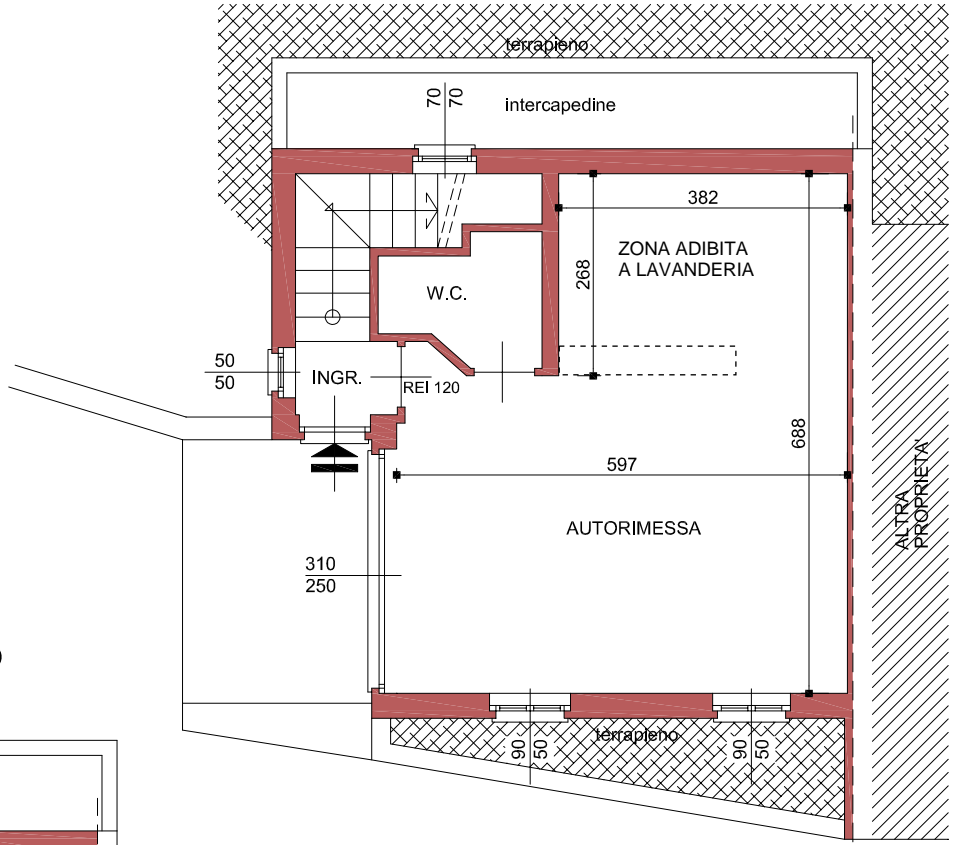 terrapieno
70
70
intercapedine
382
ZONA ADIBITA
A LAVANDERIA
268
W.C.
50
50
INGR.
REI 120
688
597
ALTRA
PROPRIETA'
AUTORIMESSA
310
250
terrapieno
90
50
90
50